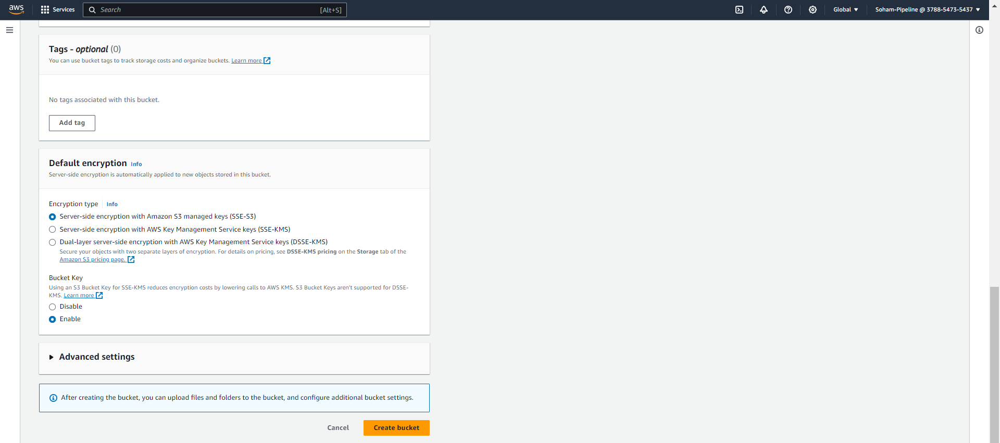 aws
Services
Search
[Alt+S]
Global
Soham-Pipeline @ 3788-5473-5437
Tags - optional (0)
You can use bucket tags to track storage costs and organize buckets. Learn more
No tags associated with this bucket.
Add tag
Default encryption Info
Server-side encryption is automatically applied to new objects stored in this bucket.
Encryption type Info
Server-side encryption with Amazon S3 managed keys (SSE-S3)
Server-side encryption with AWS Key Management Service keys (SSE-KMS)
Dual-layer server-side encryption with AWS Key Management Service keys (DSSE-KMS)
Secure your objects with two separate layers of encryption. For details on pricing, see DSSE-KMS pricing on the Storage tab of the
Amazon S3 pricing page.
Bucket Key
Using an S3 Bucket Key for SSE-KMS reduces encryption costs by lowering calls to AWS KMS. S3 Bucket Keys aren't supported for DSSE-
KMS. Learn more
Disable
Enable
Advanced settings
After creating the bucket, you can upload files and folders to the bucket, and configure additional bucket settings.
Cancel
Create bucket